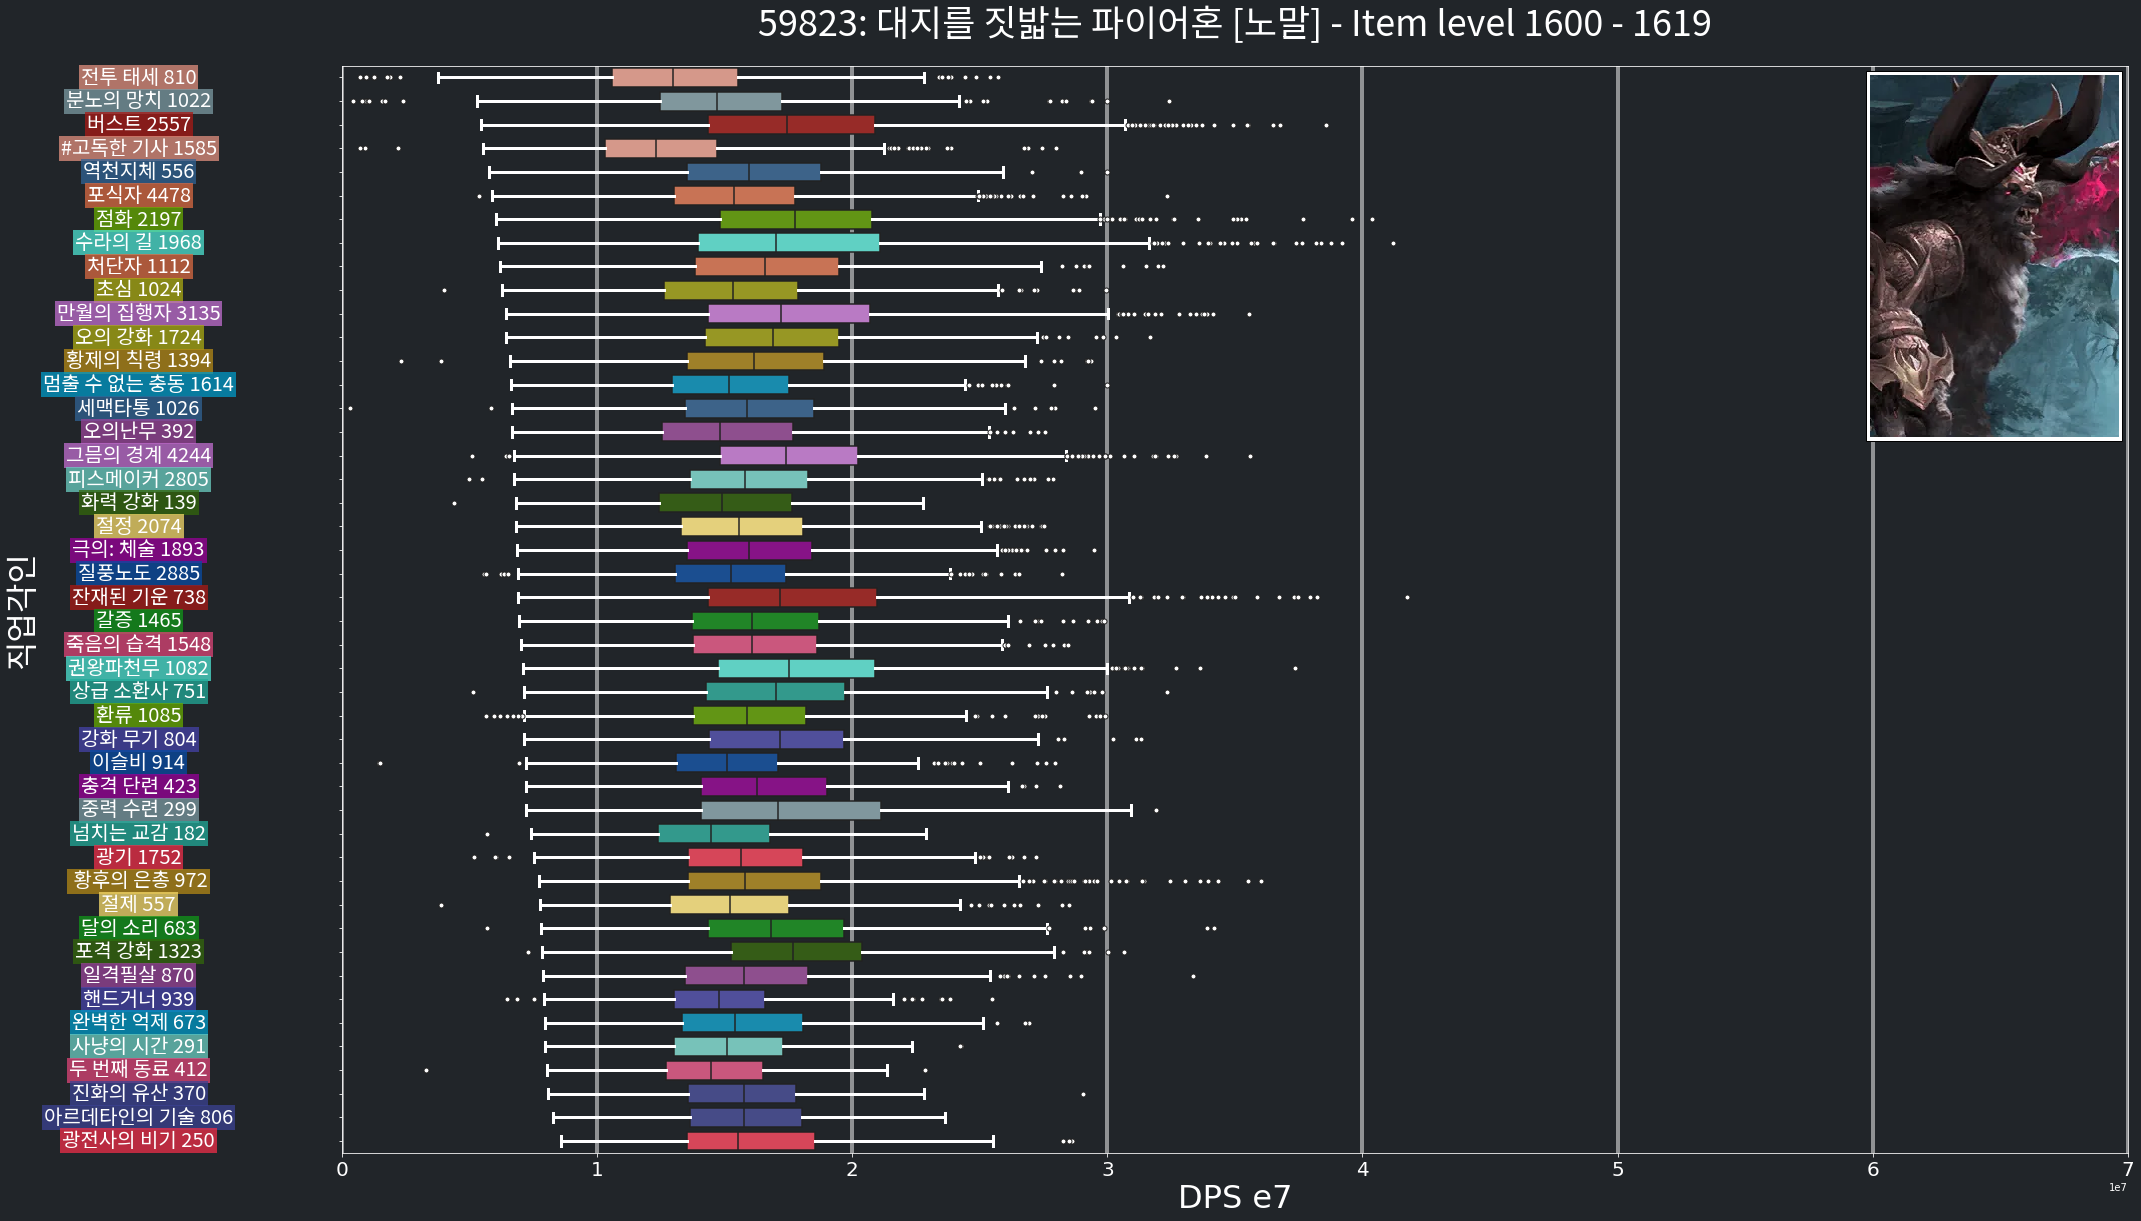 59823: 대지를 짓밟는 파이어혼 [노말] - Item level 1600 - 1619
전투 태세 810
분노의 망치 1022
버스트 2557
#고독한 기사 1585
역천지체 556
포식자 4478
점화 2197
수라의 길 1968
처단자 1112
초심 1024
만월의 집행자 3135
오의 강화 1724
황제의 칙령 1394
멈출 수 없는 충동 1614
세맥타통 1026
오의난무 392
그믐의 경계 4244
피스메이커 2805
화력 강화 139
절정 2074
극의: 체술 1893
질풍노도 2885
잔재된 기운 738
갈증 1465
죽음의 습격 1548
권왕파천무 1082
상급 소환사 751
환류 1085
강화 무기 804
이슬비 914
충격 단련 423
중력 수련 299
넘치는 교감 182
광기 1752
황후의 은총 972
절제 557
달의 소리 683
포격 강화 1323
일격필살 870
핸드거너 939
완벽한 억제 673
사냥의 시간 291
두 번째 동료 412
진화의 유산 370
아르데타인의 기술 806
광전사의 비기 250
직업각인
0 1 2 3 4 5 6 7
1e7
DPS e7